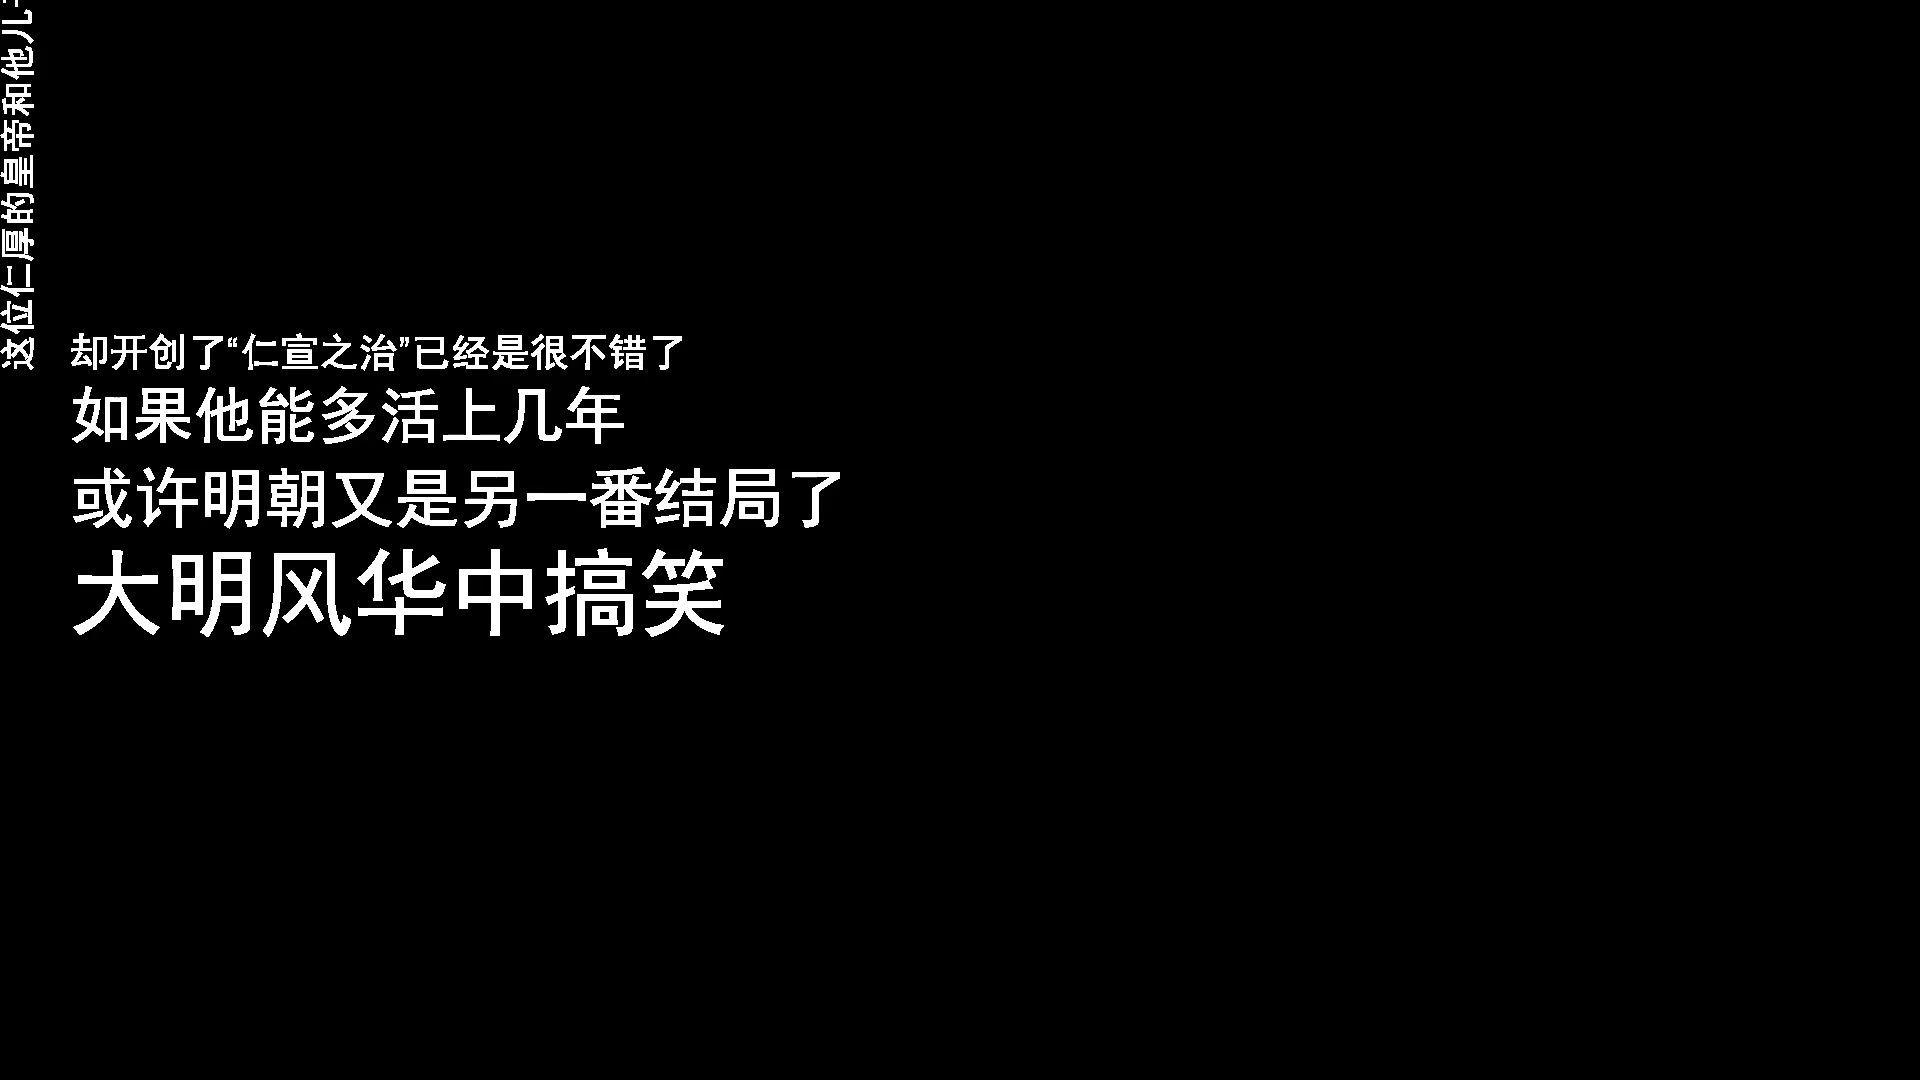 这位仁厚的皇帝和他儿
却开创了“仁宣之治”已经是很不错了
如果他能多活上几年
或许明朝又是另一番结局了
大明风华中搞笑